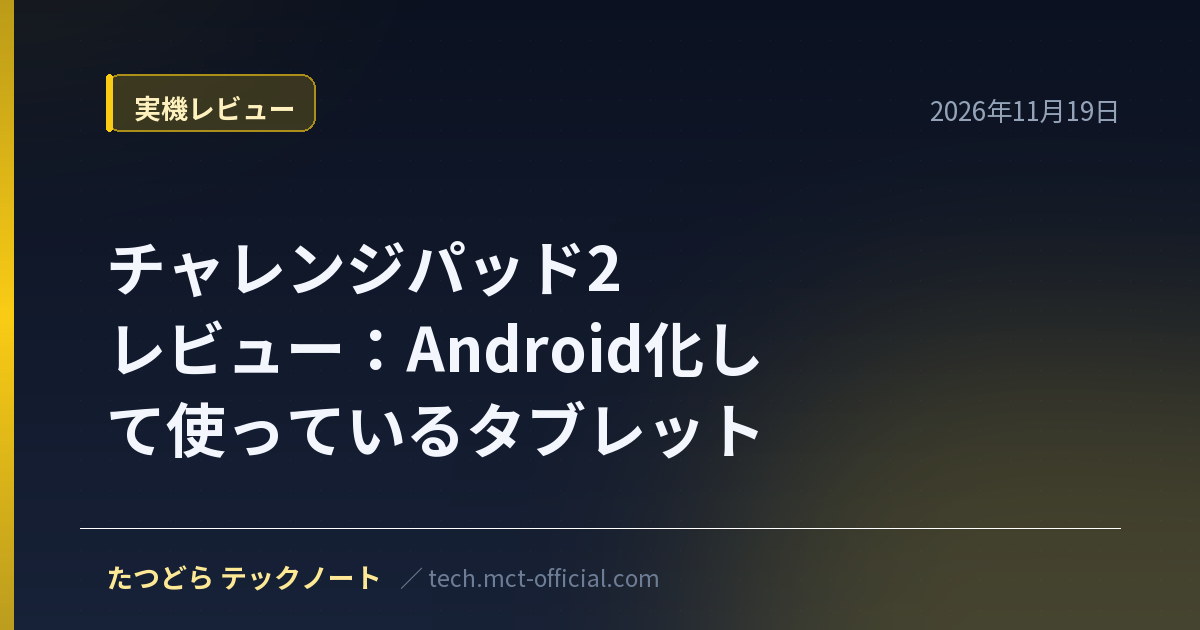 実機レビュー
2026年11月19日
チャレンジパッド2
レビュー：Android化し
て使っているタブレット
たつどら テックノート ／ tech.mct-official.com